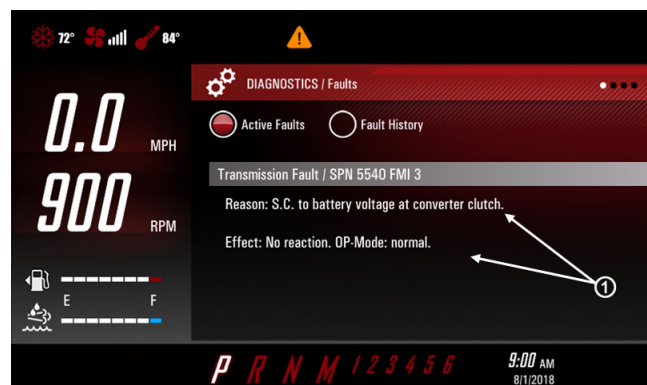 72° 84°
DIAGNOSTICS / Faults
Active Faults Fault History
0.0 MPH
Transmission Fault / SPN 5540 FMI 3
Reason: S.C. to battery voltage at converter clutch.
900 RPM
Effect: No reaction. OP-Mode: normal.
1
E F
P R N M 1 2 3 4 5 6
9:00 AM
8/1/2018